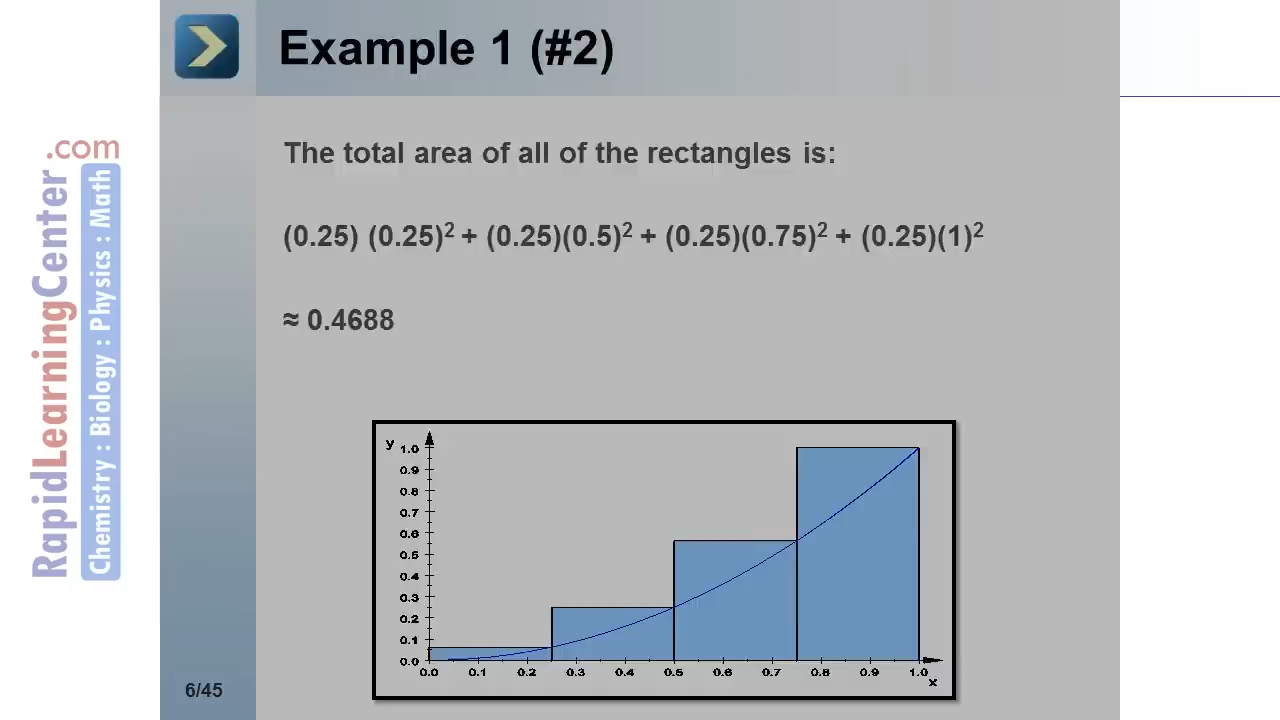 Example 1 (#2)
The total area of all of the rectangles is:
(0.25) (0.25)² + (0.25)(0.5)² + (0.25)(0.75)² + (0.25)(1)²
≈ 0.4688
y
1.0
0.9
0.8
0.7
0.6
0.5
0.4
0.3
0.2
0.1
0.0
0.0 0.1 0.2 0.3 0.4 0.5 0.6 0.7 0.8 0.9 1.0
x
6/45
RapidLearningCenter.com
Chemistry : Biology : Physics : Math